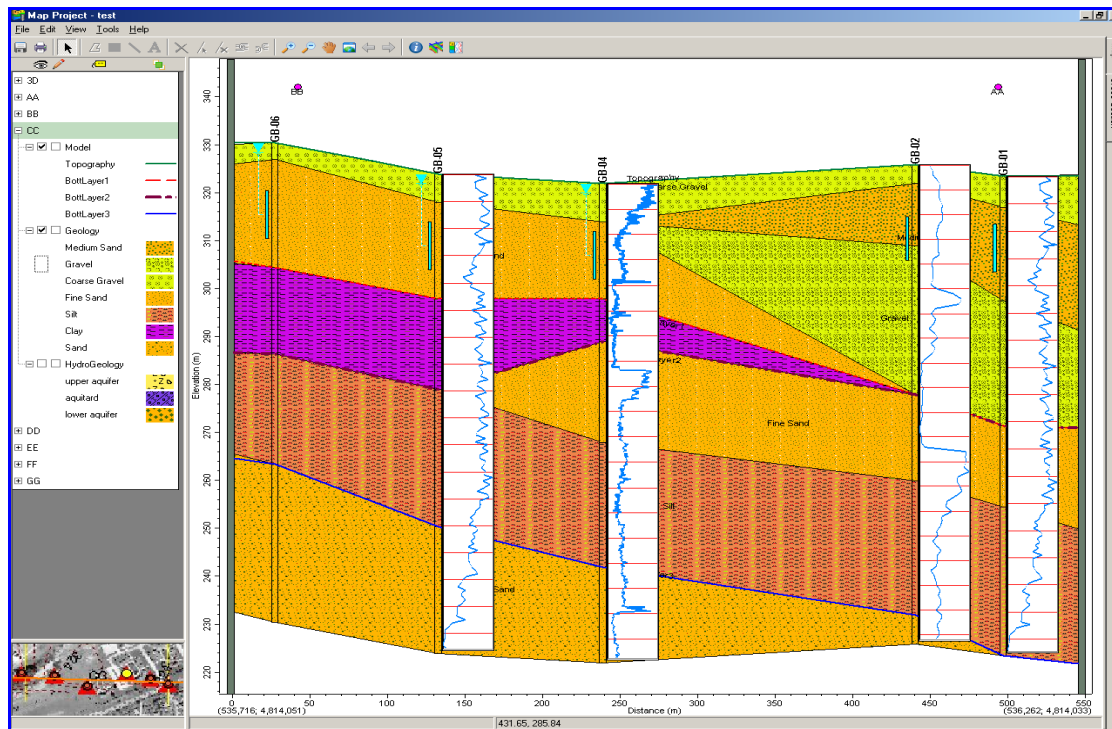 Map Project - test
File Edit View Tools Help
3D
AA
BB
CC
Model
Topography
BottLayer1
BottLayer2
BottLayer3
Geology
Medium Sand
Gravel
Coarse Gravel
Fine Sand
Silt
Clay
Sand
HydroGeology
upper aquifer
aquitard
lower aquifer
DD
EE
FF
GG
BB
AA
GB-06
GB-05
GB-04
GB-02
GB-01
Topography
Gravel
Fine Sand
Silt
Sand
Elevation (m)
340
330
320
310
300
290
280
270
260
250
240
230
220
0 50 100 150 200 250 300 350 400 450 500 550
(535,716; 4,814,051) Distance (m) (536,262; 4,814,033)
431.65, 285.84